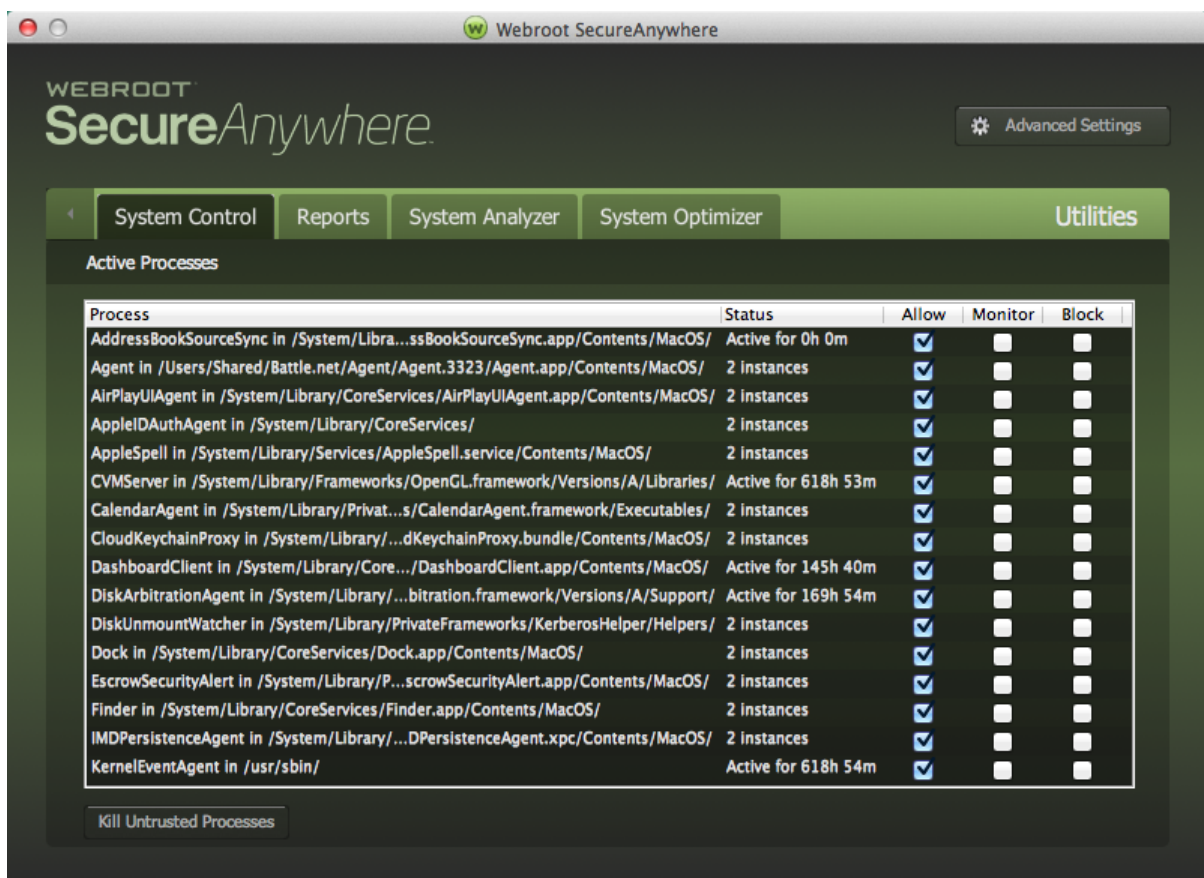 Webroot SecureAnywhere
WEBROOT
SecureAnywhere
Advanced Settings
System Control Reports System Analyzer System Optimizer Utilities
Active Processes
Process Status Allow Monitor Block
AddressBookSourceSync in /System/Libra...ssBookSourceSync.app/Contents/MacOS/ Active for 0h 0m
Agent in /Users/Shared/Battle.net/Agent/Agent.3323/Agent.app/Contents/MacOS/ 2 instances
AirPlayUIAgent in /System/Library/CoreServices/AirPlayUIAgent.app/Contents/MacOS/ 2 instances
AppleIDAuthAgent in /System/Library/CoreServices/ 2 instances
AppleSpell in /System/Library/Services/AppleSpell.service/Contents/MacOS/ 2 instances
CVMServer in /System/Library/Frameworks/OpenGL.framework/Versions/A/Libraries/ Active for 618h 53m
CalendarAgent in /System/Library/Privat...s/CalendarAgent.framework/Executables/ 2 instances
CloudKeychainProxy in /System/Library/...dKeychainProxy.bundle/Contents/MacOS/ 2 instances
DashboardClient in /System/Library/Core.../DashboardClient.app/Contents/MacOS/ Active for 145h 40m
DiskArbitrationAgent in /System/Library/...bitration.framework/Versions/A/Support/ Active for 169h 54m
DiskUnmountWatcher in /System/Library/PrivateFrameworks/KerberosHelper/Helpers/ 2 instances
Dock in /System/Library/CoreServices/Dock.app/Contents/MacOS/ 2 instances
EscrowSecurityAlert in /System/Library/P...scrowSecurityAlert.app/Contents/MacOS/ 2 instances
Finder in /System/Library/CoreServices/Finder.app/Contents/MacOS/ 2 instances
IMDPersistenceAgent in /System/Library/...DPersistenceAgent.xpc/Contents/MacOS/ 2 instances
KernelEventAgent in /usr/sbin/ Active for 618h 54m
Kill Untrusted Processes